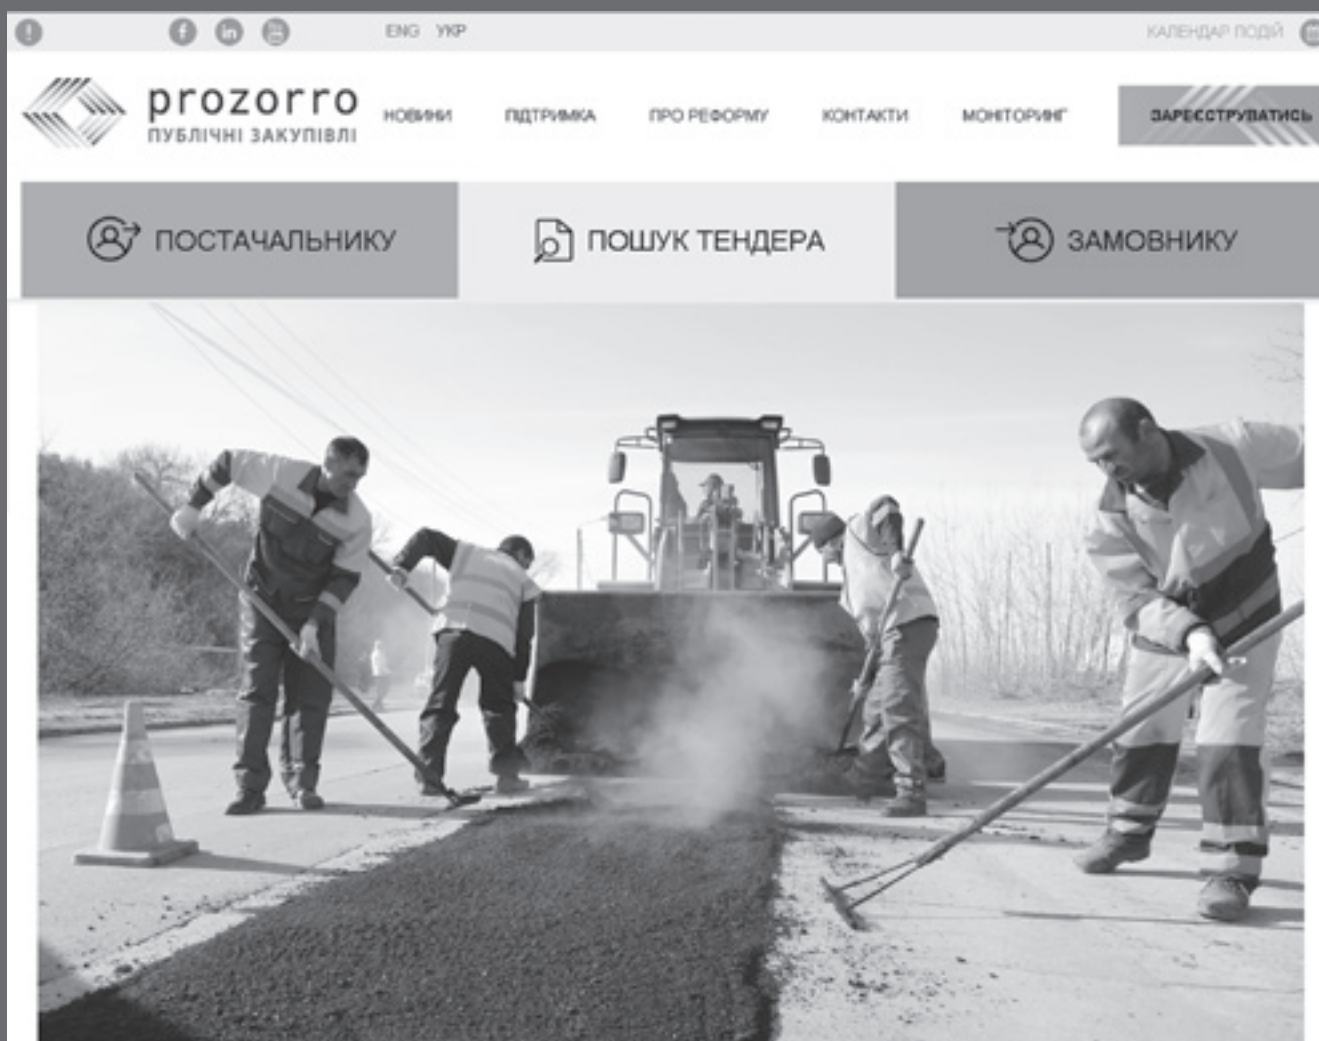 ENG УКР
КАЛЕНДАР ПОДІЙ
prozorro
ПУБЛІЧНІ ЗАКУПІВЛІ
НОВИНИ ПІДТРИМКА ПРО РЕФОРМУ КОНТАКТИ МОНІТОРИНГ
ЗАРЕЄСТРУВАТИСЬ
ПОСТАЧАЛЬНИКУ ПОШУК ТЕНДЕРА ЗАМОВНИКУ